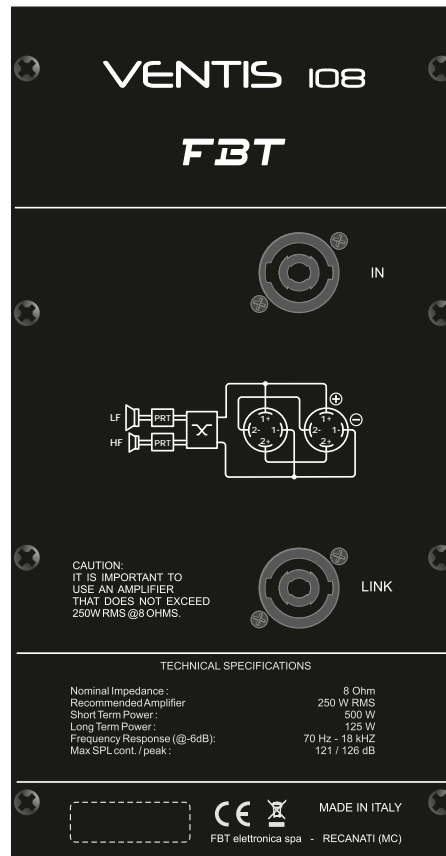 VENTIS 108
FBT
IN
LF PRT 1+ 1+ +
2- 1- 2- 1- -
HF PRT 2+ 2+
CAUTION:
IT IS IMPORTANT TO
USE AN AMPLIFIER
THAT DOES NOT EXCEED
250W RMS @8 OHMS.
LINK
TECHNICAL SPECIFICATIONS
Nominal Impedance : 8 Ohm
Recommended Amplifier 250 W RMS
Short Term Power : 500 W
Long Term Power : 125 W
Frequency Response (@-6dB): 70 Hz - 18 kHZ
Max SPL cont. / peak : 121 / 126 dB
CE MADE IN ITALY
FBT elettronica spa - RECANATI (MC)